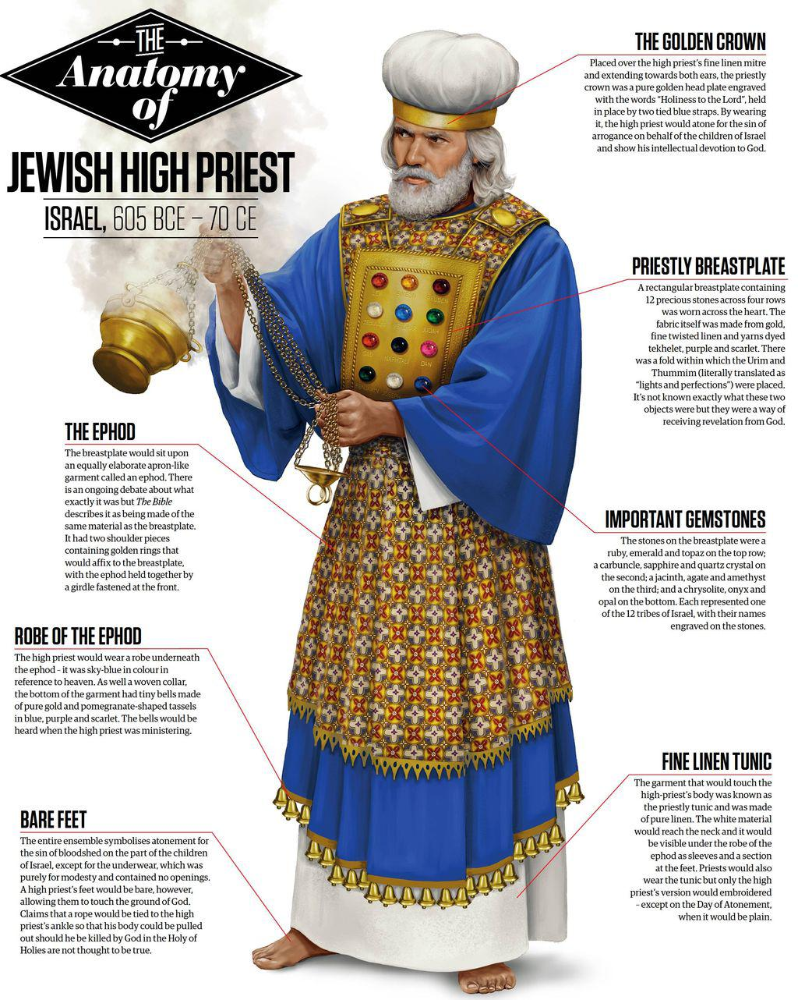 THE
Anatomy
of
JEWISH HIGH PRIEST
ISRAEL, 605 BCE – 70 CE
THE GOLDEN CROWN
Placed over the high priest's fine linen mitre
and extending towards both ears, the priestly
crown was a pure golden head plate engraved
with the words "Holiness to the Lord", held
in place by two tied blue straps. By wearing
it, the high priest would atone for the sin of
arrogance on behalf of the children of Israel
and show his intellectual devotion to God.
PRIESTLY BREASTPLATE
A rectangular breastplate containing
12 precious stones across four rows
was worn across the heart. The
fabric itself was made from gold,
fine twisted linen and yarns dyed
tekhelet, purple and scarlet. There
was a fold within which the Urim and
Thummim (literally translated as
"lights and perfections") were placed.
It's not known exactly what these two
objects were but they were a way of
receiving revelation from God.
REUBEN
JUDAH
GAD
NAPHTALI
DAN
THE EPHOD
The breastplate would sit upon
an equally elaborate apron-like
garment called an ephod. There
is an ongoing debate about what
exactly it was but The Bible
describes it as being made of the
same material as the breastplate.
It had two shoulder pieces
containing golden rings that
would affix to the breastplate,
with the ephod held together by
a girdle fastened at the front.
IMPORTANT GEMSTONES
The stones on the breastplate were a
ruby, emerald and topaz on the top row;
a carbuncle, sapphire and quartz crystal on
the second; a jacinth, agate and amethyst
on the third; and a chrysolite, onyx and
opal on the bottom. Each represented one
of the 12 tribes of Israel, with their names
engraved on the stones.
ROBE OF THE EPHOD
The high priest would wear a robe underneath
the ephod – it was sky-blue in colour in
reference to heaven. As well a woven collar,
the bottom of the garment had tiny bells made
of pure gold and pomegranate-shaped tassels
in blue, purple and scarlet. The bells would be
heard when the high priest was ministering.
FINE LINEN TUNIC
The garment that would touch the
high-priest's body was known as
the priestly tunic and was made
of pure linen. The white material
would reach the neck and it would
be visible under the robe of the
ephod as sleeves and a section
at the feet. Priests would also
wear the tunic but only the high
priest's version would embroidered
– except on the Day of Atonement,
when it would be plain.
BARE FEET
The entire ensemble symbolises atonement for
the sin of bloodshed on the part of the children
of Israel, except for the underwear, which was
purely for modesty and contained no openings.
A high priest's feet would be bare, however,
allowing them to touch the ground of God.
Claims that a rope would be tied to the high
priest's ankle so that his body could be pulled
out should he be killed by God in the Holy of
Holies are not thought to be true.